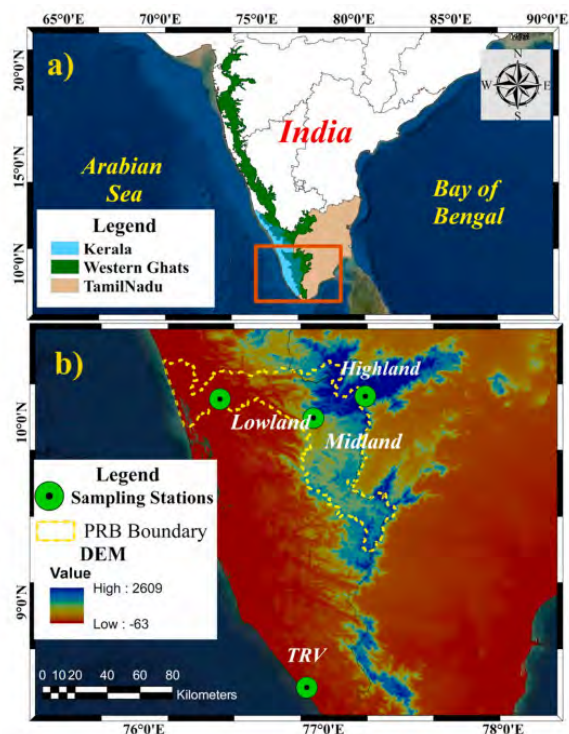 65°0'E
70°0'E
75°0'E
80°0'E
85°0'E
90°0'E
a)
N
W
E
S
India
Arabian
Sea
Bay of
Bengal
20°0'N
15°0'N
10°0'N
Legend
Kerala
Western Ghats
TamilNadu
b)
Highland
Lowland
Midland
TRV
10°0'N
9°0'N
Legend
Sampling Stations
PRB Boundary
DEM
Value
High : 2609
Low : -63
0 10 20 40 60 80
Kilometers
76°0'E
77°0'E
78°0'E